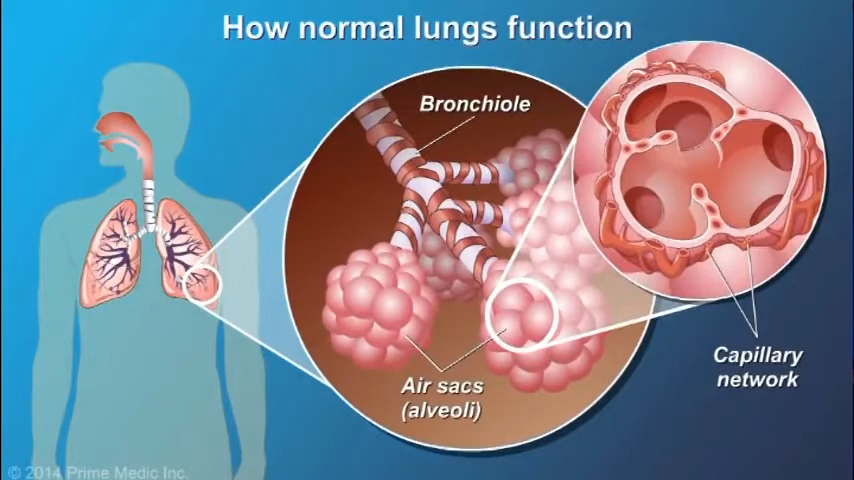 How normal lungs function
Bronchiole
Air sacs
(alveoli)
Capillary
network
© 2014 Prime Medic Inc.